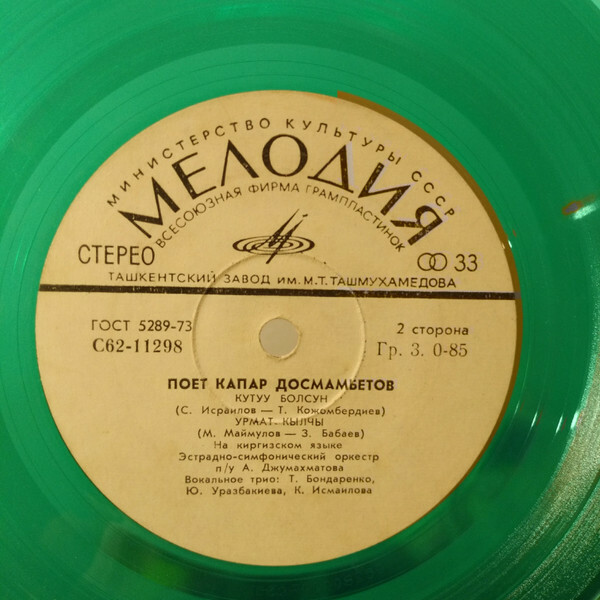 МИНИСТЕРСТВО КУЛЬТУРЫ СССР
МЕЛОДИЯ
ВСЕСОЮЗНАЯ ФИРМА ГРАМПЛАСТИНОК
СТЕРЕО
33
ТАШКЕНТСКИЙ ЗАВОД ИМ. М.Т. ТАШМУХАМЕДОВА
ГОСТ 5289-73
2 сторона
С62-11298
Гр. 3. 0-85
ПОЕТ КАПАР ДОСМАМБЕТОВ
КУТУУ БОЛСУН
(С. Исраилов — Т. Кожомбердиев)
УРМАТ КЫЛЧЫ
(М. Маймулов — З. Бабаев)
На киргизском языке
Эстрадно-симфонический оркестр
п/у А. Джумахматова
Вокальное трио: Т. Бондаренко,
Ю. Уразбакиева, К. Исмаилова